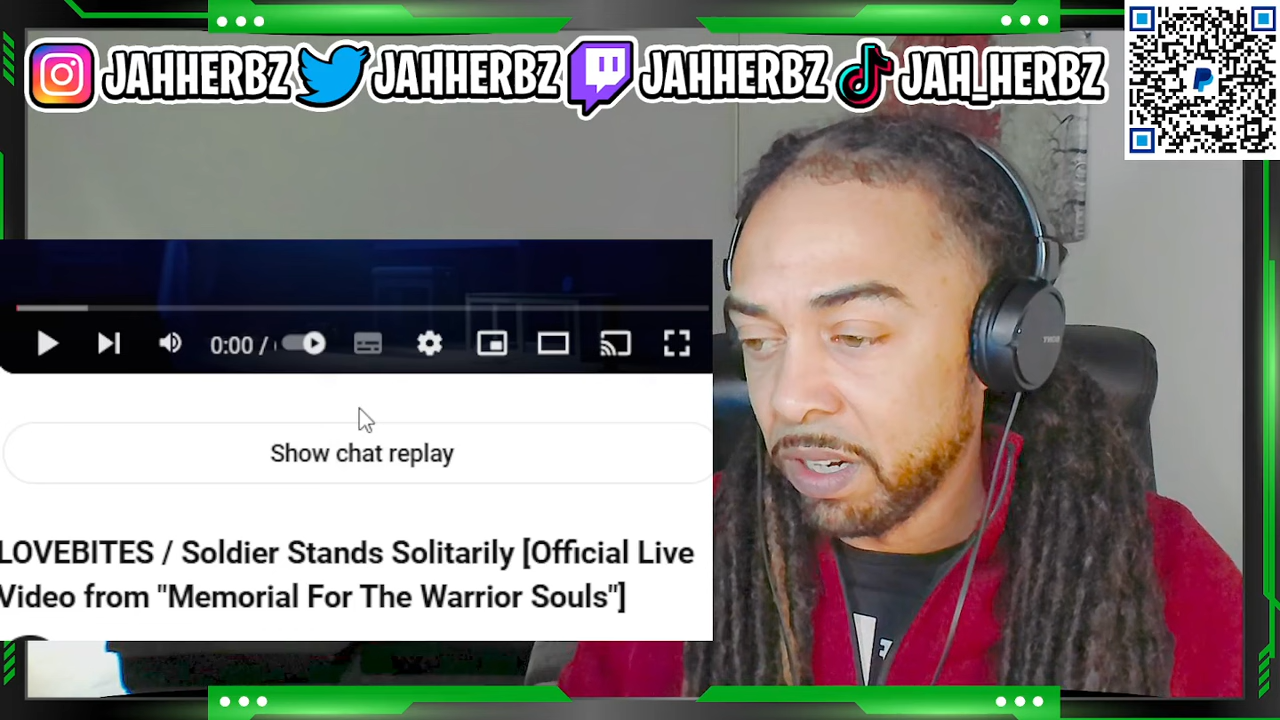 JAHHERBZ JAHHERBZ JAHHERBZ JAH_HERBZ
0:00 /
Show chat replay
LOVEBITES / Soldier Stands Solitarily [Official Live
Video from "Memorial For The Warrior Souls"]